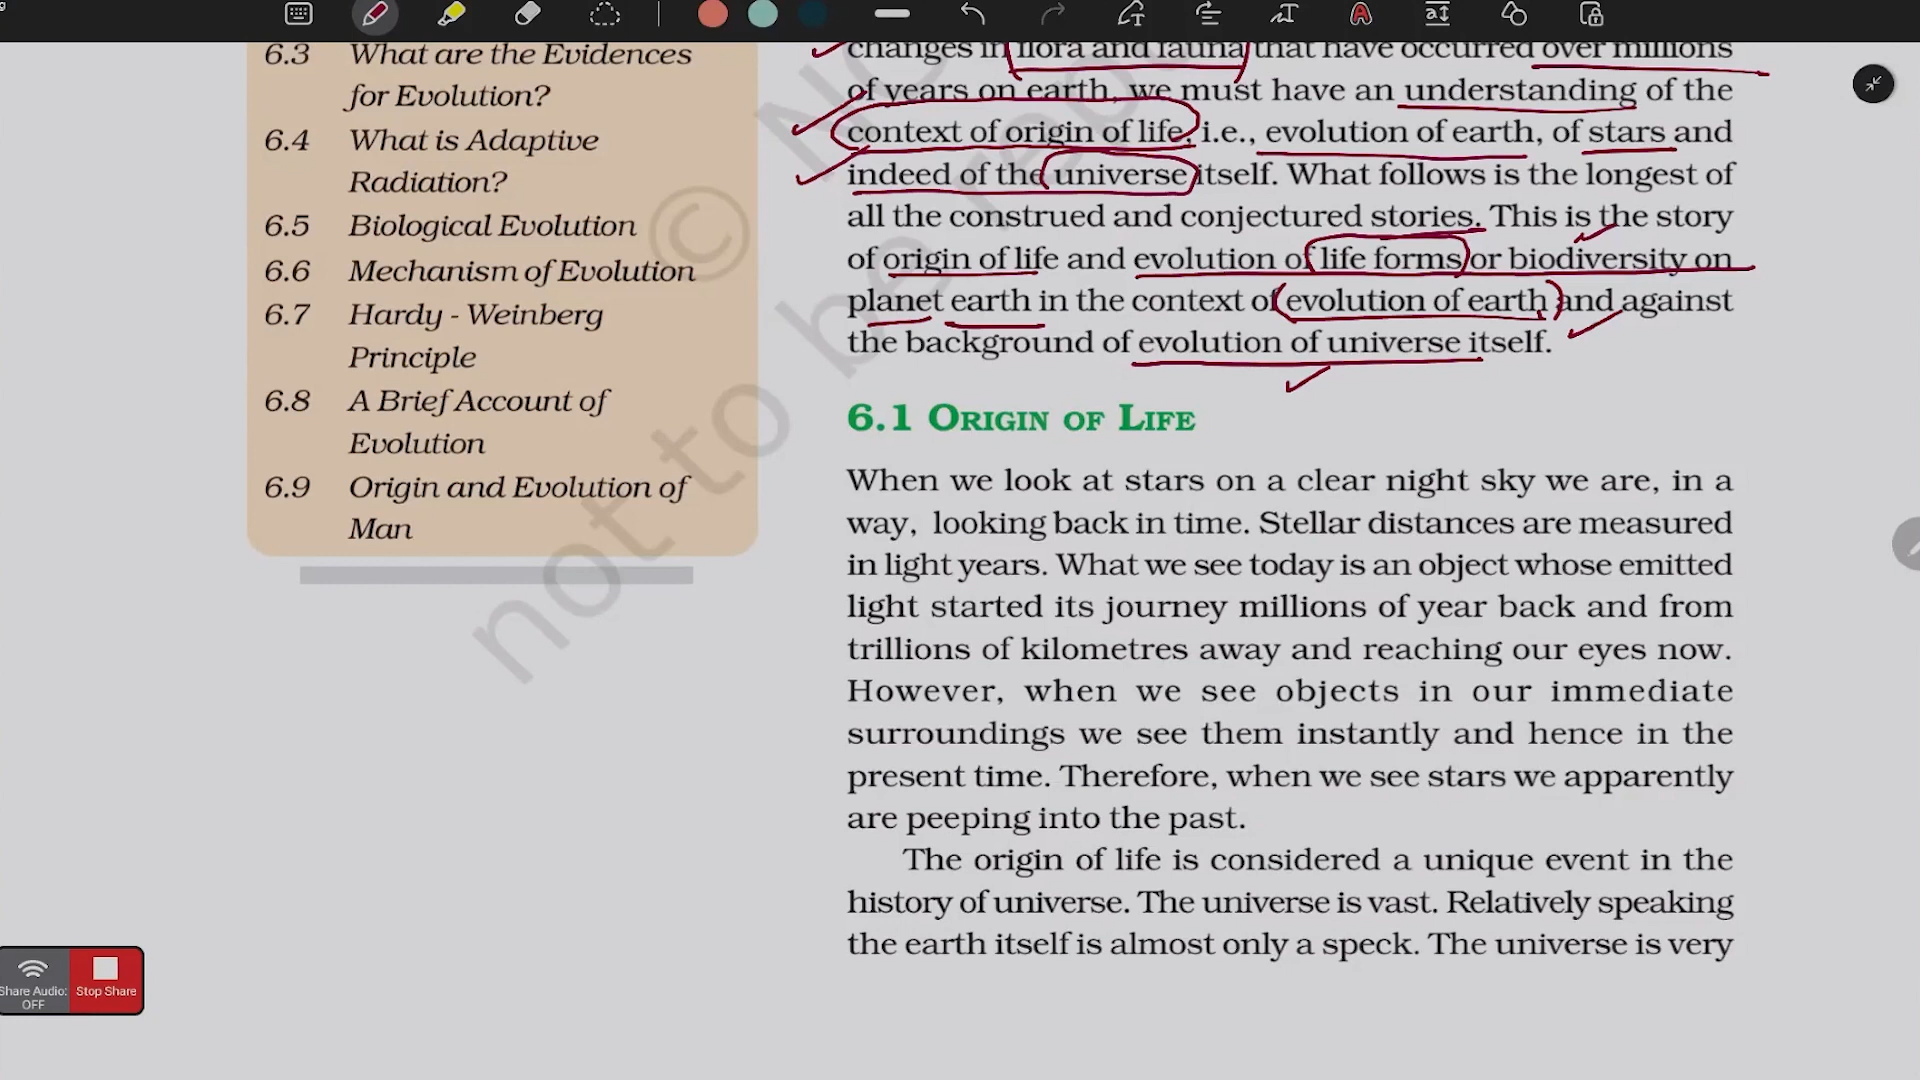 6.3 What are the Evidences
for Evolution?
6.4 What is Adaptive
Radiation?
6.5 Biological Evolution
6.6 Mechanism of Evolution
6.7 Hardy - Weinberg
Principle
6.8 A Brief Account of
Evolution
6.9 Origin and Evolution of
Man
changes in flora and fauna that have occurred over millions
of years on earth, we must have an understanding of the
context of origin of life, i.e., evolution of earth, of stars and
indeed of the universe itself. What follows is the longest of
all the construed and conjectured stories. This is the story
of origin of life and evolution of life forms or biodiversity on
planet earth in the context of evolution of earth and against
the background of evolution of universe itself.
6.1 ORIGIN OF LIFE
When we look at stars on a clear night sky we are, in a
way, looking back in time. Stellar distances are measured
in light years. What we see today is an object whose emitted
light started its journey millions of year back and from
trillions of kilometres away and reaching our eyes now.
However, when we see objects in our immediate
surroundings we see them instantly and hence in the
present time. Therefore, when we see stars we apparently
are peeping into the past.
The origin of life is considered a unique event in the
history of universe. The universe is vast. Relatively speaking
the earth itself is almost only a speck. The universe is very
© NC
not to be repu
Share Audio:
OFF
Stop Share